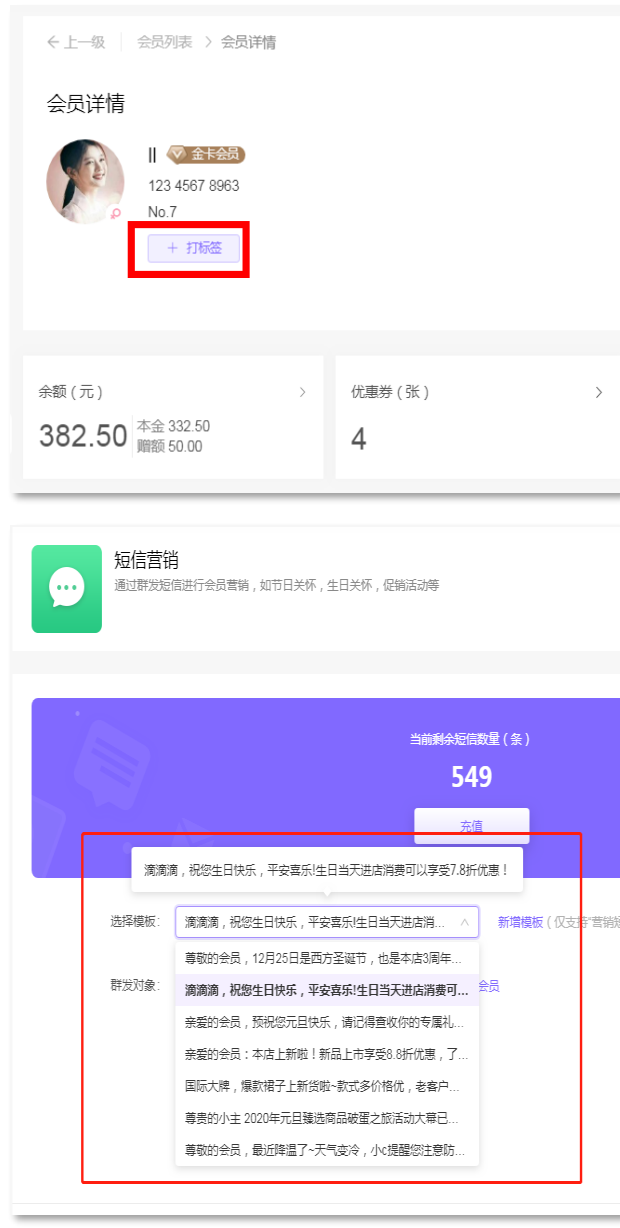 上一级 会员列表 > 会员详情
会员详情
|| 金卡会员
123 4567 8963
No.7
+ 打标签
余额 ( 元 ) 优惠券 ( 张 )
382.50 本金 332.50
赠额 50.00
4
短信营销
通过群发短信进行会员营销，如节日关怀，生日关怀，促销活动等
当前剩余短信数量 ( 条 )
549
充值
滴滴滴，祝您生日快乐，平安喜乐!生日当天进店消费可以享受7.8折优惠！
选择模板: 滴滴滴，祝您生日快乐，平安喜乐!生日当天进店消... 新增模板 ( 仅支持"营销短
尊敬的会员，12月25日是西方圣诞节，也是本店3周年...
群发对象: 滴滴滴，祝您生日快乐，平安喜乐!生日当天进店消费可... 会员
亲爱的会员，预祝您元旦快乐，请记得查收你的专属礼...
亲爱的会员：本店上新啦！新品上市享受8.8折优惠，了...
国际大牌，爆款裙子上新货啦~款式多价格优，老客户...
尊贵的小主 2020年元旦臻选商品破蛋之旅活动大幕已...
尊敬的会员，最近降温了~天气变冷，小c提醒您注意防...